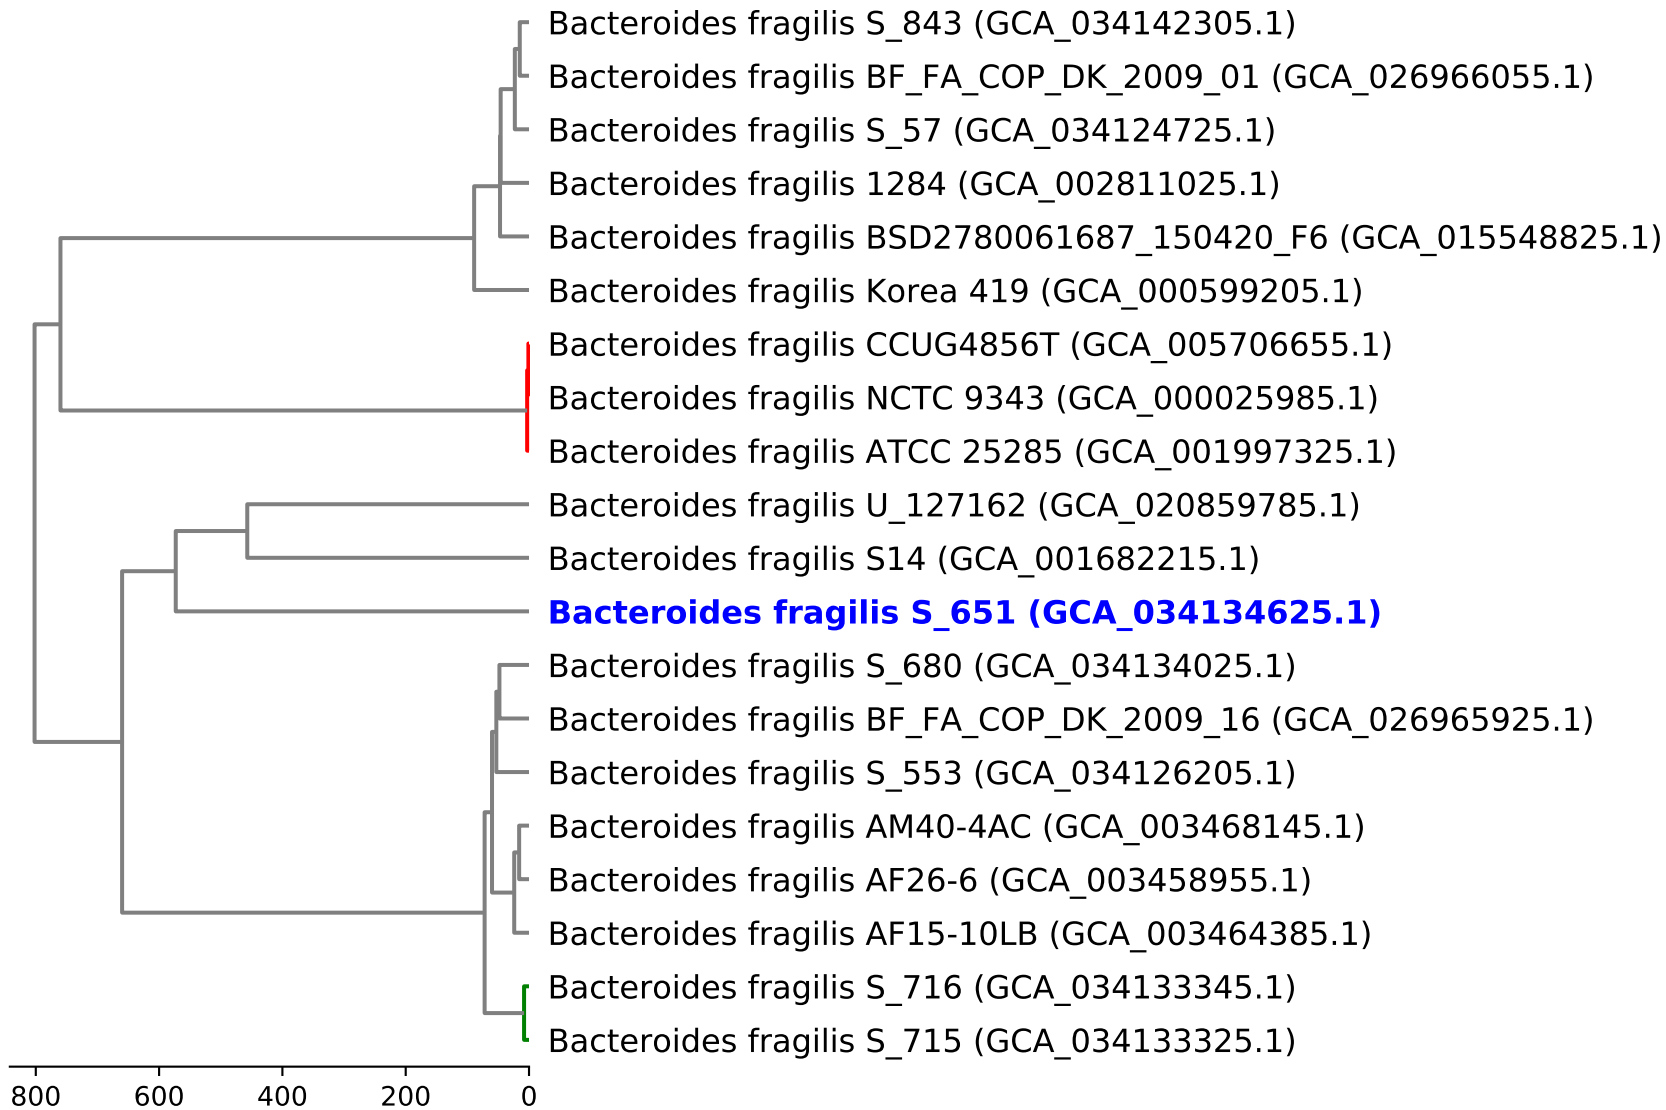 Bacteroides fragilis S_843 (GCA_034142305.1)
Bacteroides fragilis BF_FA_COP_DK_2009_01 (GCA_026966055.1)
Bacteroides fragilis S_57 (GCA_034124725.1)
Bacteroides fragilis 1284 (GCA_002811025.1)
Bacteroides fragilis BSD2780061687_150420_F6 (GCA_015548825.1)
Bacteroides fragilis Korea 419 (GCA_000599205.1)
Bacteroides fragilis CCUG4856T (GCA_005706655.1)
Bacteroides fragilis NCTC 9343 (GCA_000025985.1)
Bacteroides fragilis ATCC 25285 (GCA_001997325.1)
Bacteroides fragilis U_127162 (GCA_020859785.1)
Bacteroides fragilis S14 (GCA_001682215.1)
Bacteroides fragilis S_651 (GCA_034134625.1)
Bacteroides fragilis S_680 (GCA_034134025.1)
Bacteroides fragilis BF_FA_COP_DK_2009_16 (GCA_026965925.1)
Bacteroides fragilis S_553 (GCA_034126205.1)
Bacteroides fragilis AM40-4AC (GCA_003468145.1)
Bacteroides fragilis AF26-6 (GCA_003458955.1)
Bacteroides fragilis AF15-10LB (GCA_003464385.1)
Bacteroides fragilis S_716 (GCA_034133345.1)
Bacteroides fragilis S_715 (GCA_034133325.1)
800 600 400 200 0